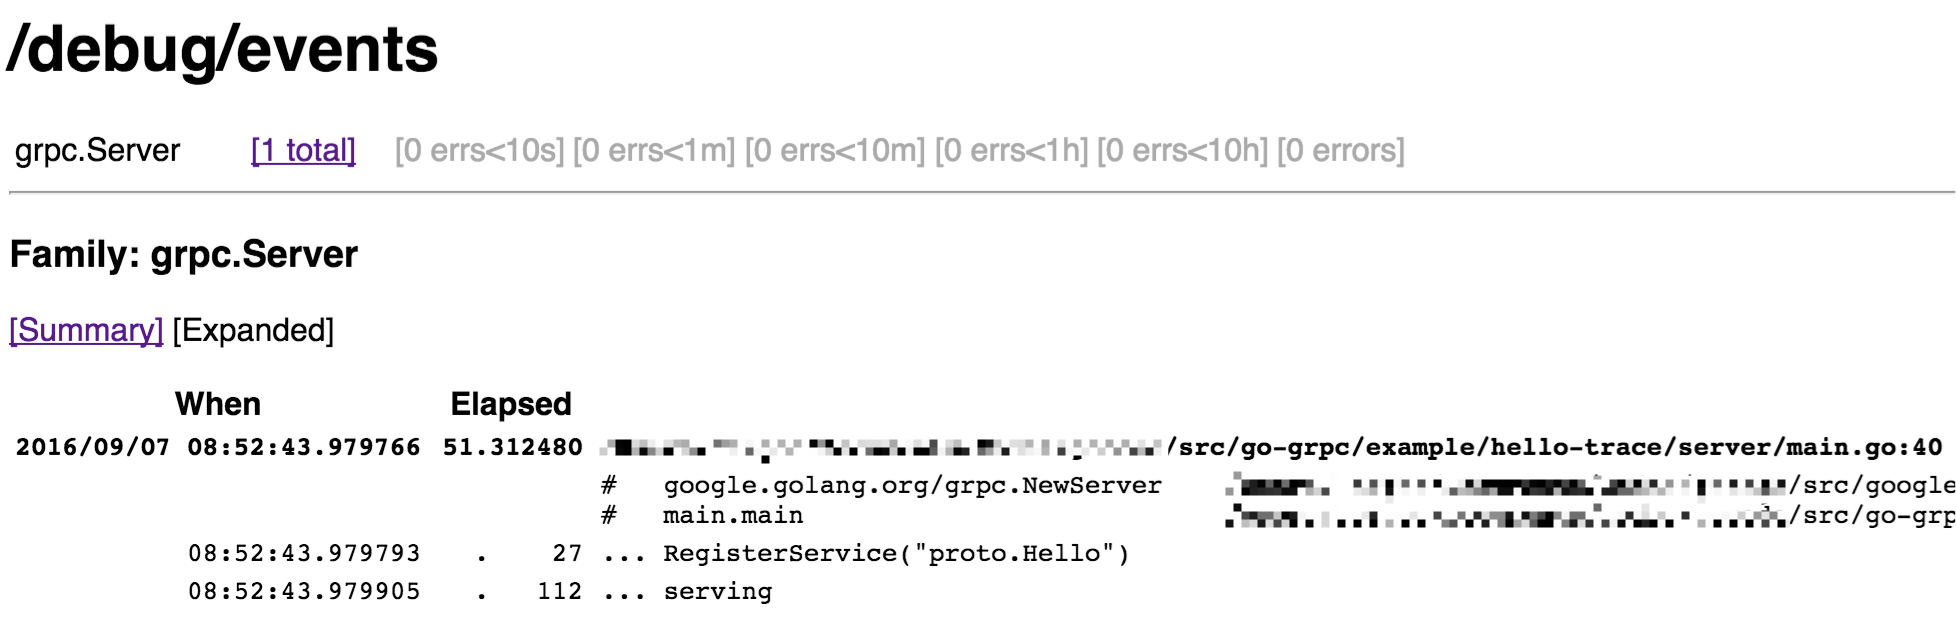 /debug/events
grpc.Server [1 total] [0 errs<10s] [0 errs<1m] [0 errs<10m] [0 errs<1h] [0 errs<10h] [0 errors]
Family: grpc.Server
[Summary] [Expanded]
When Elapsed
2016/09/07 08:52:43.979766 51.312480 /src/go-grpc/example/hello-trace/server/main.go:40
# google.golang.org/grpc.NewServer /src/google
# main.main /src/go-grp
08:52:43.979793 . 27 ... RegisterService("proto.Hello")
08:52:43.979905 . 112 ... serving